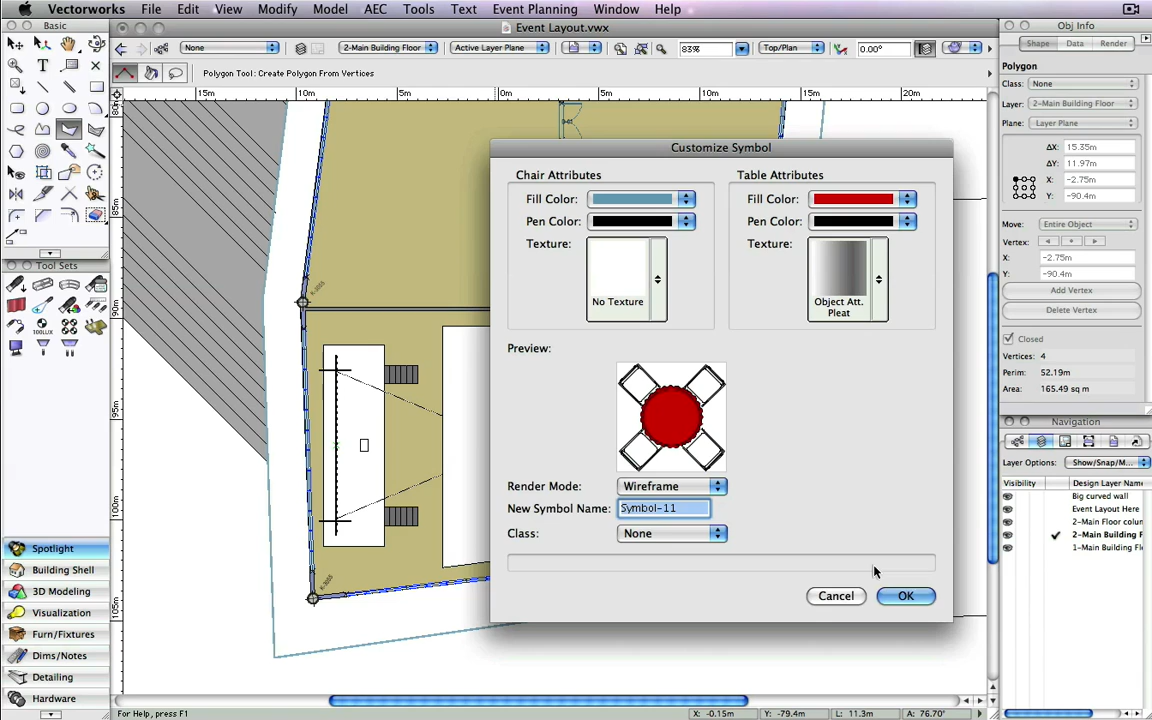 Vectorworks File Edit View Modify Model AEC Tools Text Event Planning Window Help
Basic
Event Layout.vwx
Obj Info
None
2-Main Building Floor
Active Layer Plane
83%
Top/Plan
0.00°
Shape Data Render
Polygon Tool: Create Polygon From Vertices
Polygon
Class: None
Layer: 2-Main Building Floor
Plane: Layer Plane
15m 10m 5m 0m 5m 10m 15m 20m
85m
90m
95m
100m
105m
ΔX: 15.35m
ΔY: 11.97m
X: -2.75m
Y: -90.4m
Move: Entire Object
Vertex:
X: -2.75m
Y: -90.4m
Add Vertex
Delete Vertex
Closed
Vertices: 4
Perim: 52.19m
Area: 165.49 sq m
Customize Symbol
Chair Attributes
Fill Color:
Pen Color:
Texture:
No Texture
Table Attributes
Fill Color:
Pen Color:
Texture:
Object Att.
Pleat
Preview:
Render Mode: Wireframe
New Symbol Name: Symbol-11
Class: None
Cancel OK
Tool Sets
100LUX
Spotlight
Building Shell
3D Modeling
Visualization
Furn/Fixtures
Dims/Notes
Detailing
Hardware
Navigation
Layer Options: Show/Snap/M...
Visibility Design Layer Name
Big curved wall
Event Layout Here
2-Main Floor colum
2-Main Building F
1-Main Building Fl
For Help, press F1
X: -0.15m Y: -79.4m L: 11.3m A: 76.70°